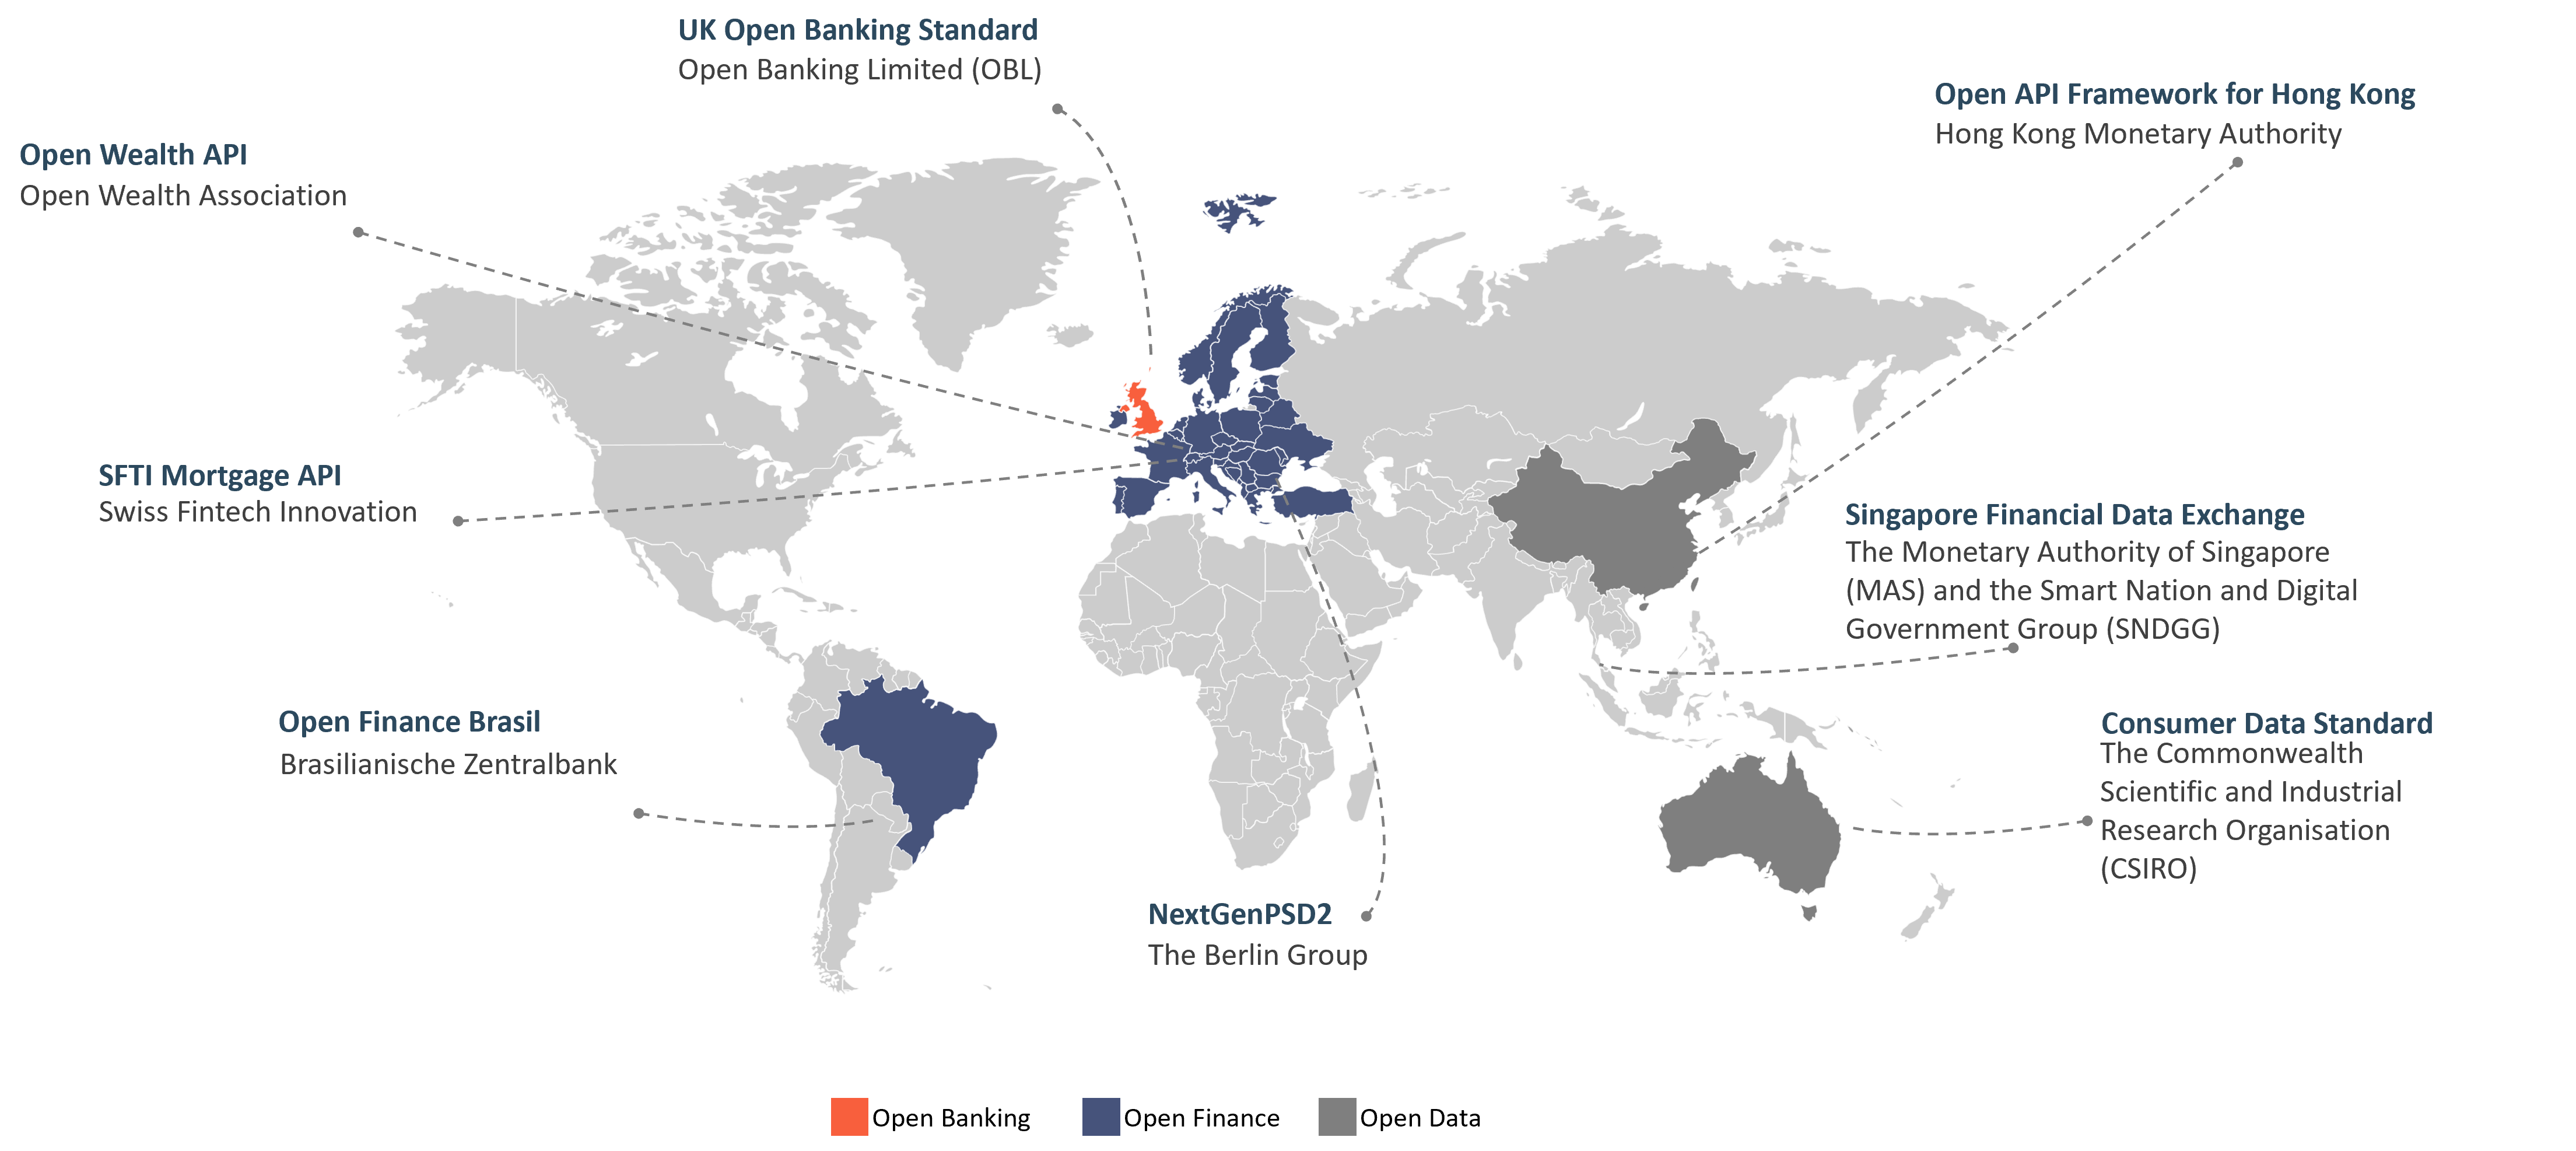 UK Open Banking Standard
Open Banking Limited (OBL)
Open API Framework for Hong Kong
Hong Kong Monetary Authority
Open Wealth API
Open Wealth Association
SFTI Mortgage API
Swiss Fintech Innovation
Singapore Financial Data Exchange
The Monetary Authority of Singapore
(MAS) and the Smart Nation and Digital
Government Group (SNDGG)
Open Finance Brasil
Brasilianische Zentralbank
Consumer Data Standard
The Commonwealth
Scientific and Industrial
Research Organisation
(CSIRO)
NextGenPSD2
The Berlin Group
Open Banking
Open Finance
Open Data